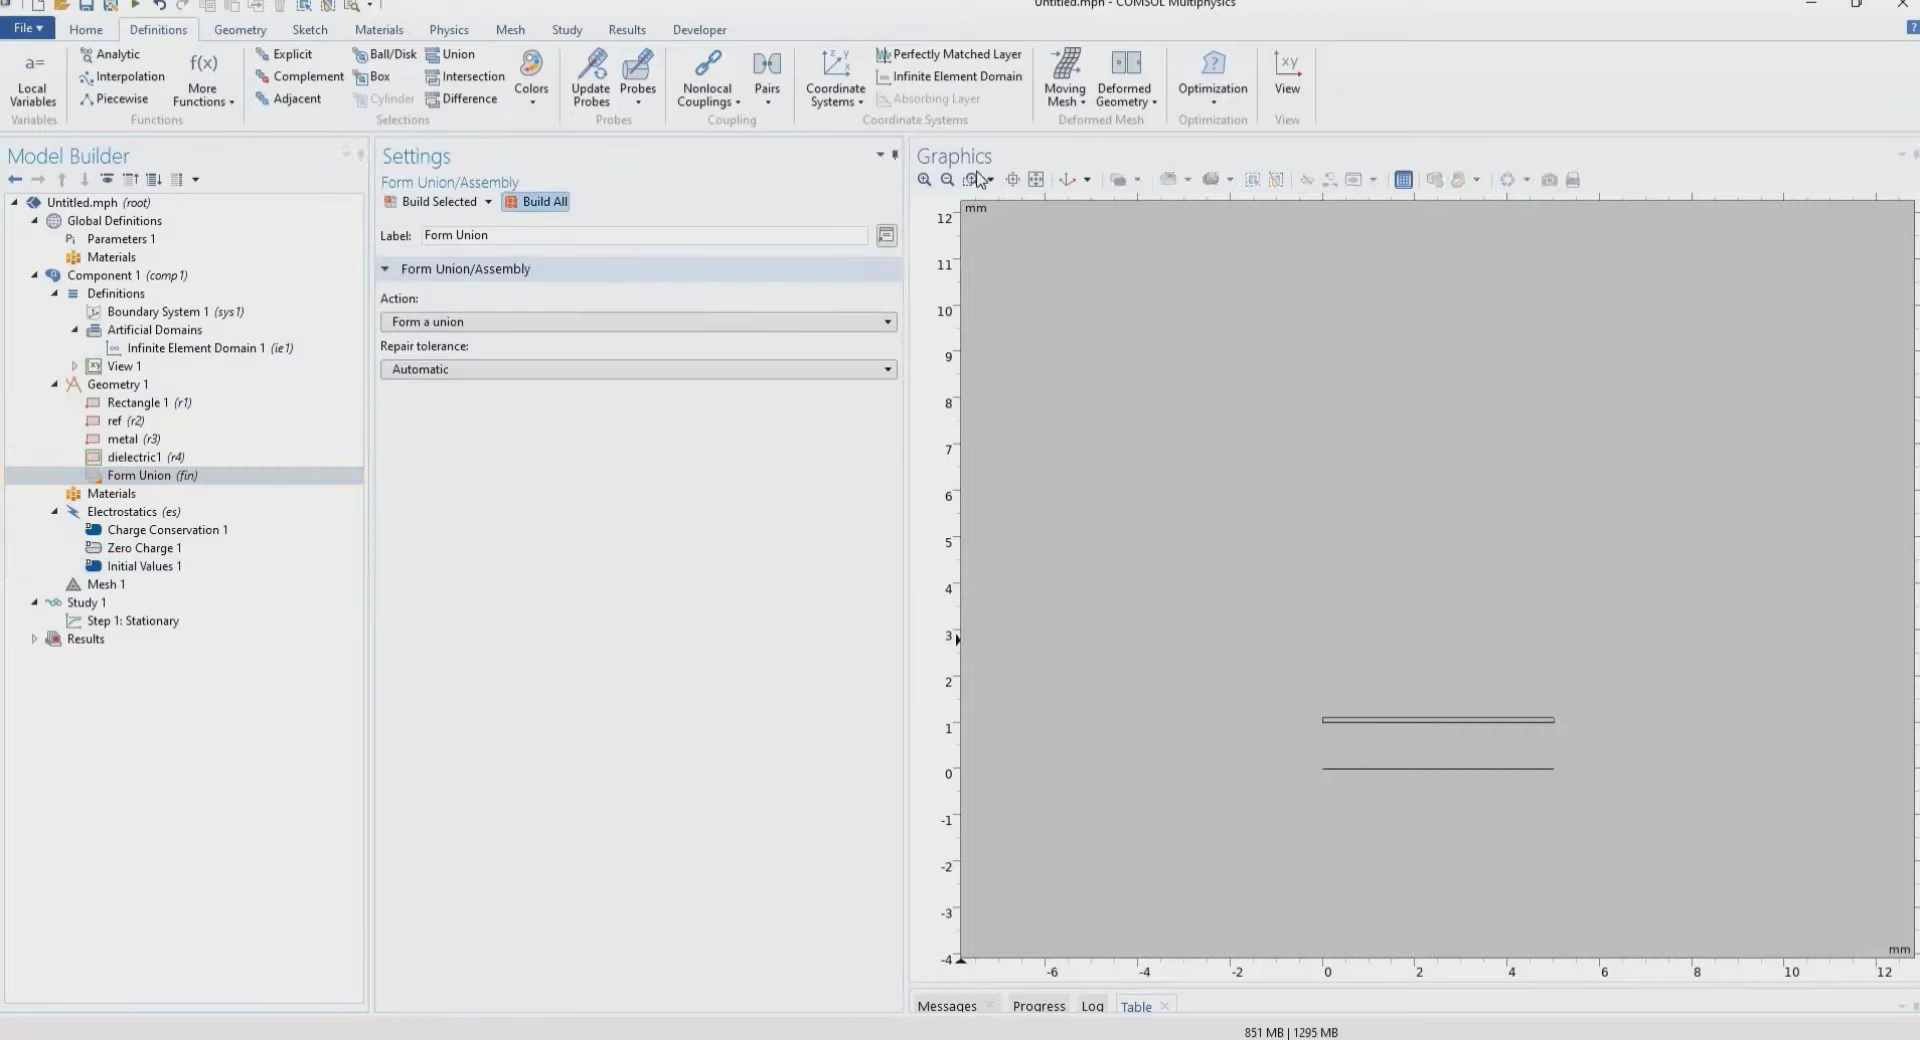 Untitled.mph - COMSOL Multiphysics
File Home Definitions Geometry Sketch Materials Physics Mesh Study Results Developer
a=
Local
Variables
Variables
Analytic
Interpolation
Piecewise
f(x)
More
Functions
Functions
Explicit Ball/Disk Union
Complement Box Intersection
Adjacent Cylinder Difference
Colors
Selections
Update
Probes
Probes
Probes
Nonlocal
Couplings
Pairs
Coupling
Coordinate
Systems
Perfectly Matched Layer
Infinite Element Domain
Absorbing Layer
Coordinate Systems
Moving
Mesh
Deformed
Geometry
Deformed Mesh
Optimization
Optimization
xy
View
View
Model Builder
Untitled.mph (root)
Global Definitions
Pi Parameters 1
Materials
Component 1 (comp1)
Definitions
Boundary System 1 (sys1)
Artificial Domains
Infinite Element Domain 1 (ie1)
View 1
Geometry 1
Rectangle 1 (r1)
ref (r2)
metal (r3)
dielectric1 (r4)
Form Union (fin)
Materials
Electrostatics (es)
Charge Conservation 1
Zero Charge 1
Initial Values 1
Mesh 1
Study 1
Step 1: Stationary
Results
Settings
Form Union/Assembly
Build Selected Build All
Label: Form Union
Form Union/Assembly
Action:
Form a union
Repair tolerance:
Automatic
Graphics
mm
12
11
10
9
8
7
6
5
4
3
2
1
0
-1
-2
-3
-4
mm
-6 -4 -2 0 2 4 6 8 10 12
Messages Progress Log Table
851 MB | 1295 MB